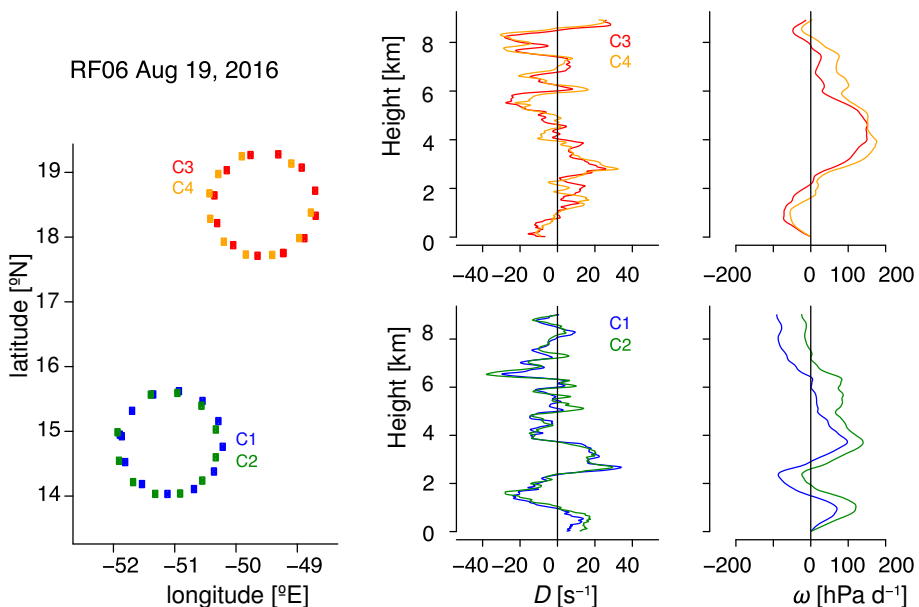 RF06 Aug 19, 2016
C3
C4
19
18
17
16
15
14
latitude [ºN]
C1
C2
−52
−51
−50
−49
longitude [ºE]
8
6
4
2
0
Height [km]
C3
C4
−40
−20
0
20
40
−200
0
100
200
8
6
4
2
0
Height [km]
C1
C2
−40
−20
0
20
40
D [s⁻¹]
−200
0
100
200
ω [hPa d⁻¹]